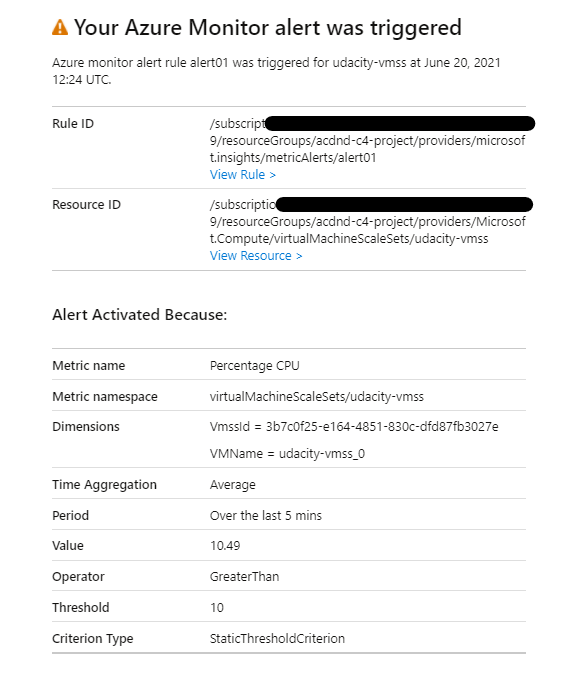 Your Azure Monitor alert was triggered
Azure monitor alert rule alert01 was triggered for udacity-vmss at June 20, 2021
12:24 UTC.
Rule ID /subscript
9/resourceGroups/acdnd-c4-project/providers/microsof
t.insights/metricAlerts/alert01
View Rule >
Resource ID /subscriptio
9/resourceGroups/acdnd-c4-project/providers/Microsof
t.Compute/virtualMachineScaleSets/udacity-vmss
View Resource >
Alert Activated Because:
Metric name Percentage CPU
Metric namespace virtualMachineScaleSets/udacity-vmss
Dimensions VmssId = 3b7c0f25-e164-4851-830c-dfd87fb3027e
VMName = udacity-vmss_0
Time Aggregation Average
Period Over the last 5 mins
Value 10.49
Operator GreaterThan
Threshold 10
Criterion Type StaticThresholdCriterion